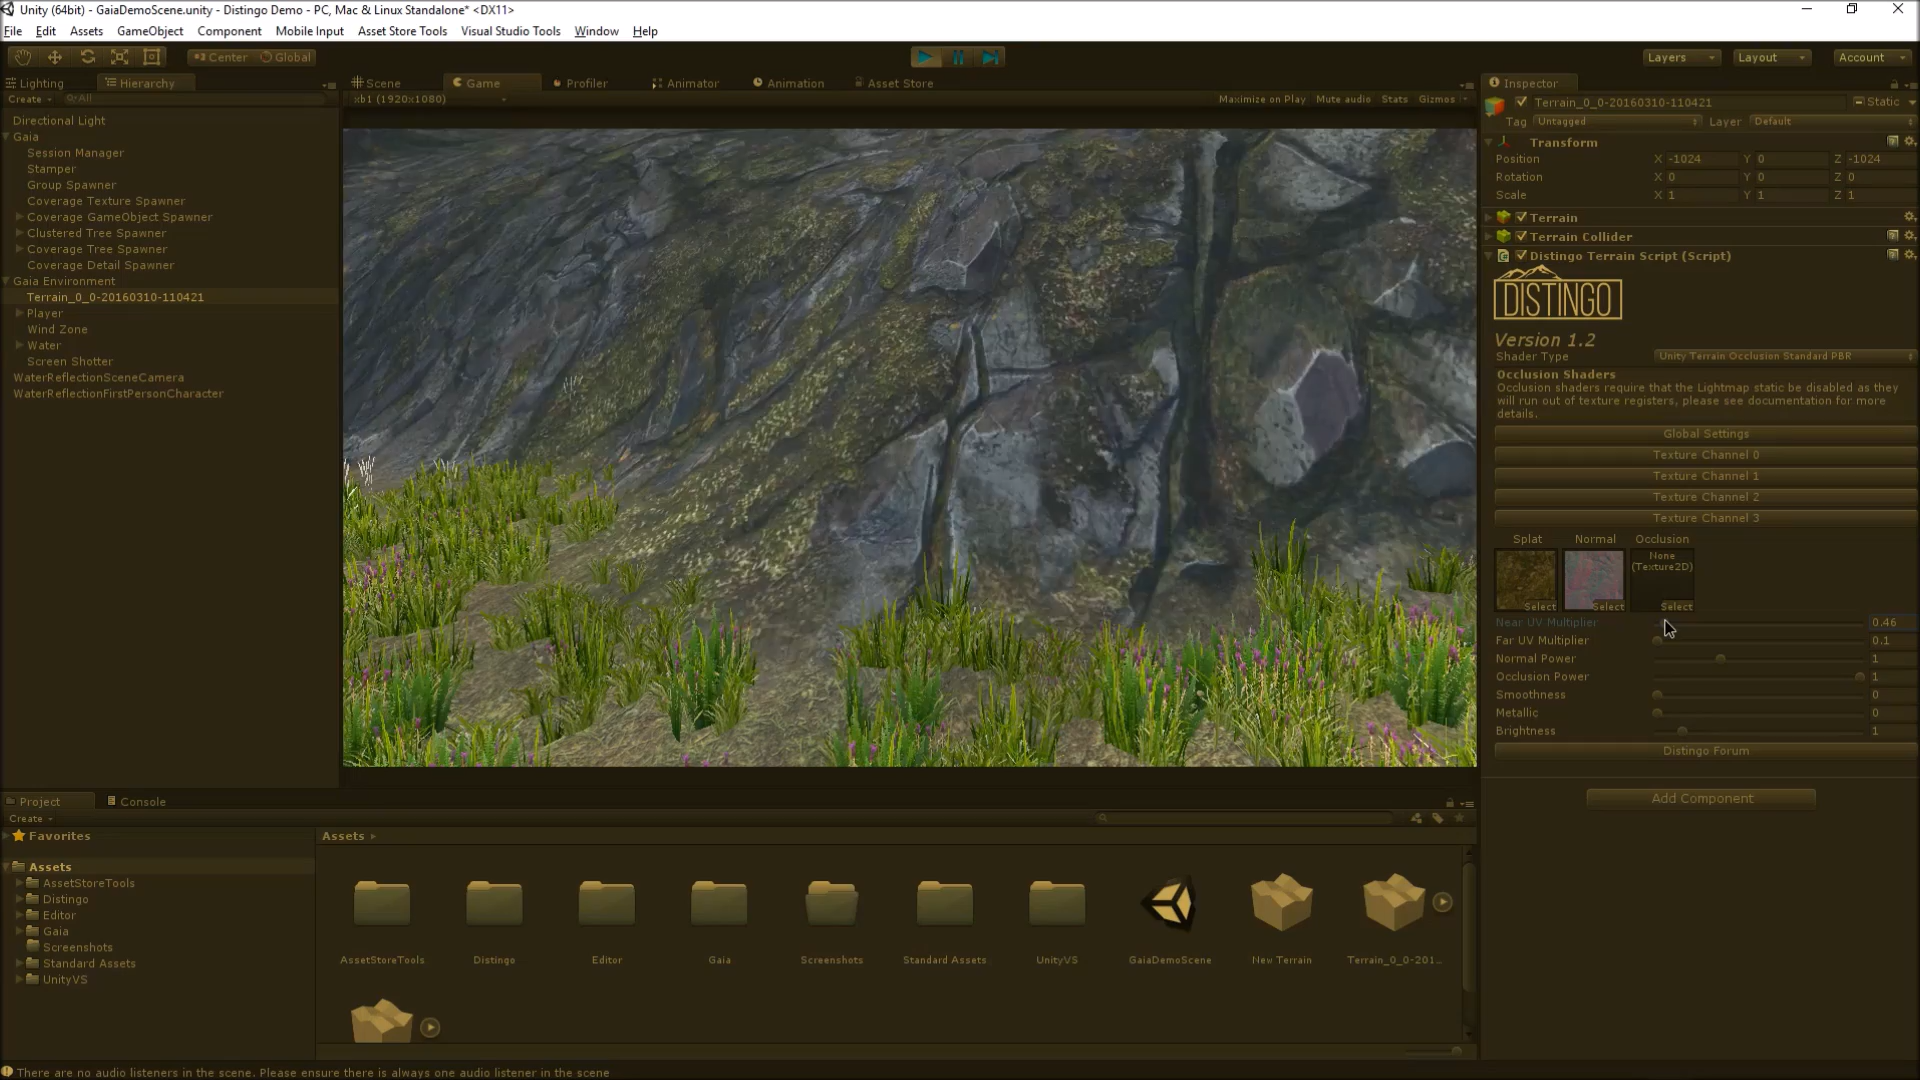 Unity (64bit) - GaiaDemoScene.unity - Distingo Demo - PC, Mac & Linux Standalone* <DX11>
File Edit Assets GameObject Component Mobile Input Asset Store Tools Visual Studio Tools Window Help
Center Global Layers Layout Account
Lighting Hierarchy Scene Game Profiler Animator Animation Asset Store Inspector
Create All xb1 (1920x1080) Maximize on Play Mute audio Stats Gizmos
Terrain_0_0-20160310-110421 Static
Tag Untagged Layer Default
Directional Light
Gaia
Session Manager
Stamper
Group Spawner
Coverage Texture Spawner
Coverage GameObject Spawner
Clustered Tree Spawner
Coverage Tree Spawner
Coverage Detail Spawner
Gaia Environment
Terrain_0_0-20160310-110421
Player
Wind Zone
Water
Screen Shotter
WaterReflectionSceneCamera
WaterReflectionFirstPersonCharacter
Transform
Position X -1024 Y 0 Z -1024
Rotation X 0 Y 0 Z 0
Scale X 1 Y 1 Z 1
Terrain
Terrain Collider
Distingo Terrain Script (Script)
DISTINGO
Version 1.2
Shader Type Unity Terrain Occlusion Standard PBR
Occlusion Shaders
Occlusion shaders require that the Lightmap static be disabled as they
will run out of texture registers, please see documentation for more
details.
Global Settings
Texture Channel 0
Texture Channel 1
Texture Channel 2
Texture Channel 3
Splat Normal Occlusion
None
(Texture2D)
Select Select Select
Near UV Multiplier 0.46
Far UV Multiplier 0.1
Normal Power 1
Occlusion Power 1
Smoothness 0
Metallic 0
Brightness 1
Distingo Forum
Add Component
Project Console
Create
Favorites
Assets
AssetStoreTools
Distingo
Editor
Gaia
Screenshots
Standard Assets
UnityVS
Assets
AssetStoreTools Distingo Editor Gaia Screenshots Standard Assets UnityVS GaiaDemoScene New Terrain Terrain_0_0-201...
There are no audio listeners in the scene. Please ensure there is always one audio listener in the scene